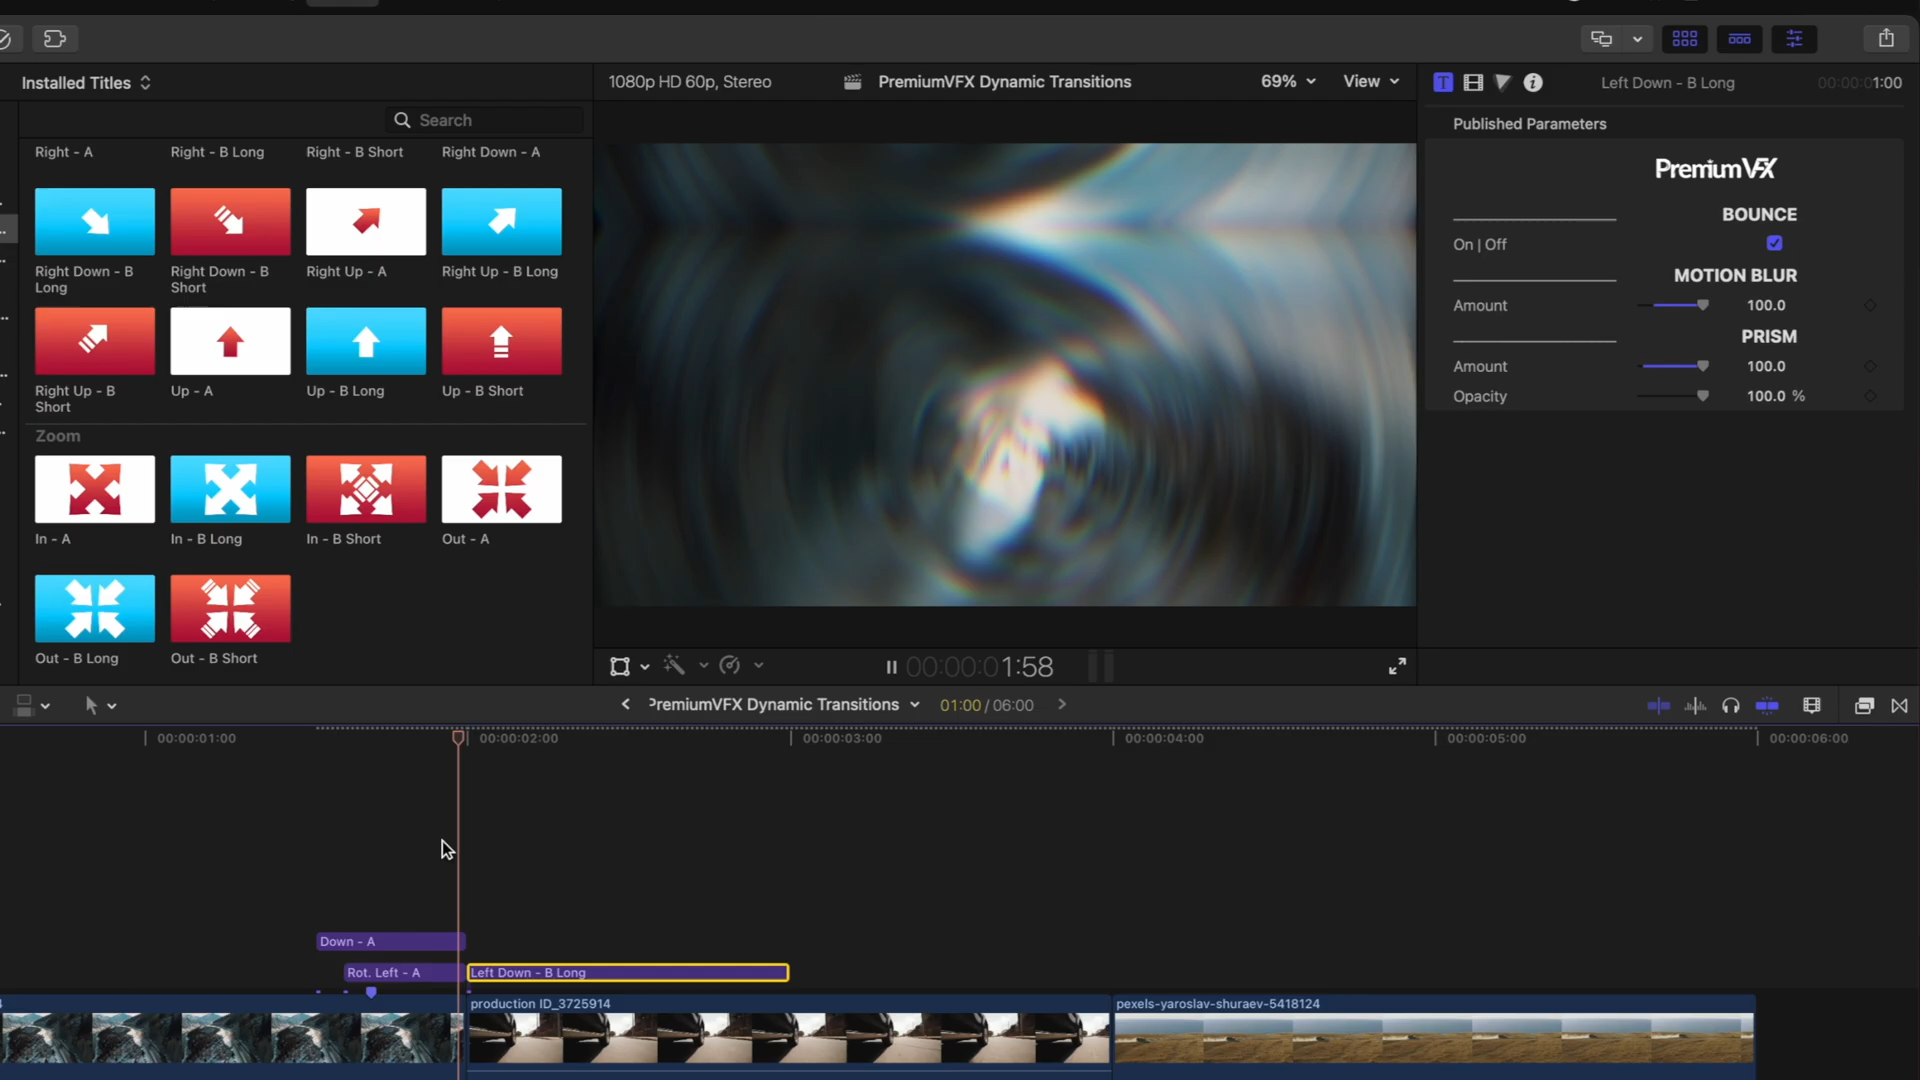 Installed Titles
Search
Right - A
Right - B Long
Right - B Short
Right Down - A
Right Down - B Long
Right Down - B Short
Right Up - A
Right Up - B Long
Right Up - B Short
Up - A
Up - B Long
Up - B Short
Zoom
In - A
In - B Long
In - B Short
Out - A
Out - B Long
Out - B Short
1080p HD 60p, Stereo
PremiumVFX Dynamic Transitions
69%
View
00:00:01:58
T
Left Down - B Long
00:00:01:00
Published Parameters
PremiumVFX
BOUNCE
On | Off
MOTION BLUR
Amount
100.0
PRISM
Amount
100.0
Opacity
100.0 %
PremiumVFX Dynamic Transitions
01:00 / 06:00
00:00:01:00
00:00:02:00
00:00:03:00
00:00:04:00
00:00:05:00
00:00:06:00
Down - A
Rot. Left - A
Left Down - B Long
4
production ID_3725914
pexels-yaroslav-shuraev-5418124